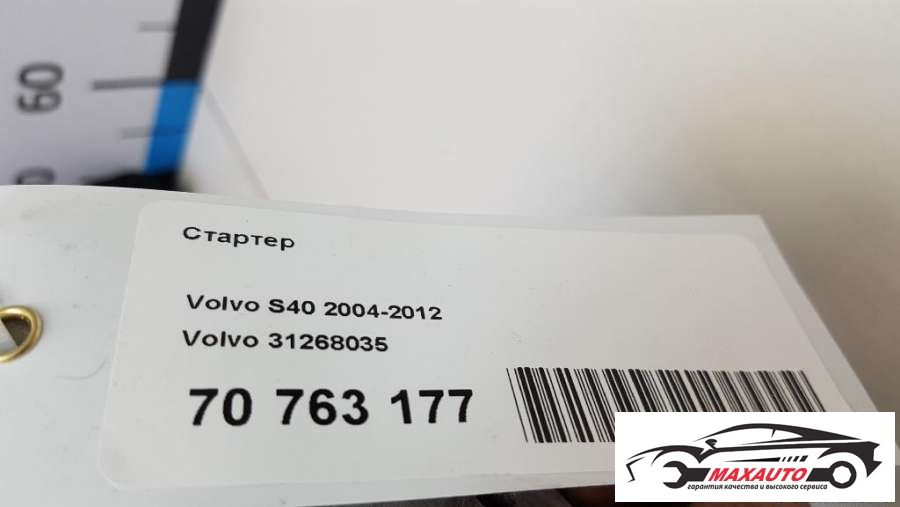 60
Стартер
Volvo S40 2004-2012
Volvo 31268035
70 763 177
MAXAUTO
гарантия качества и высокого сервиса